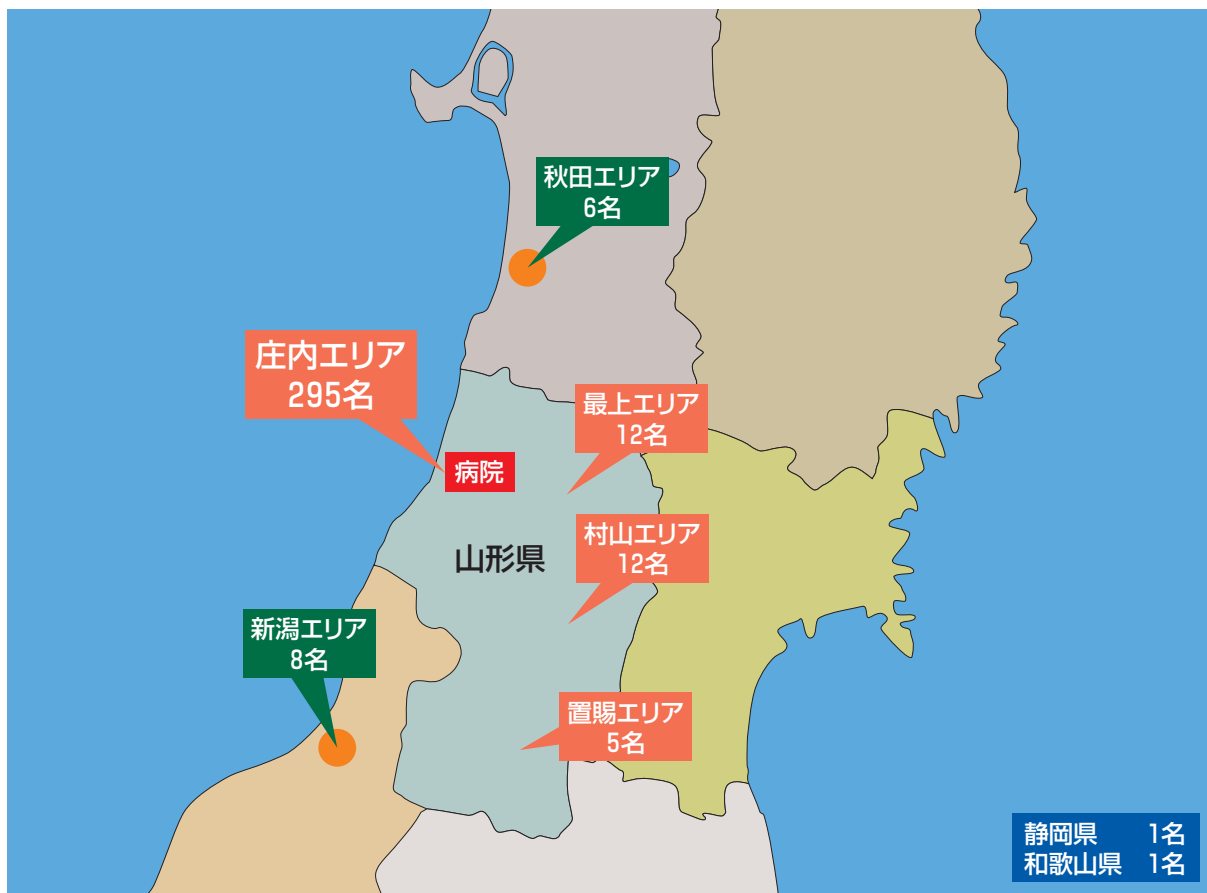 秋田エリア
6名
庄内エリア
295名
最上エリア
12名
病院
村山エリア
12名
山形県
新潟エリア
8名
置賜エリア
5名
静岡県 1名
和歌山県 1名